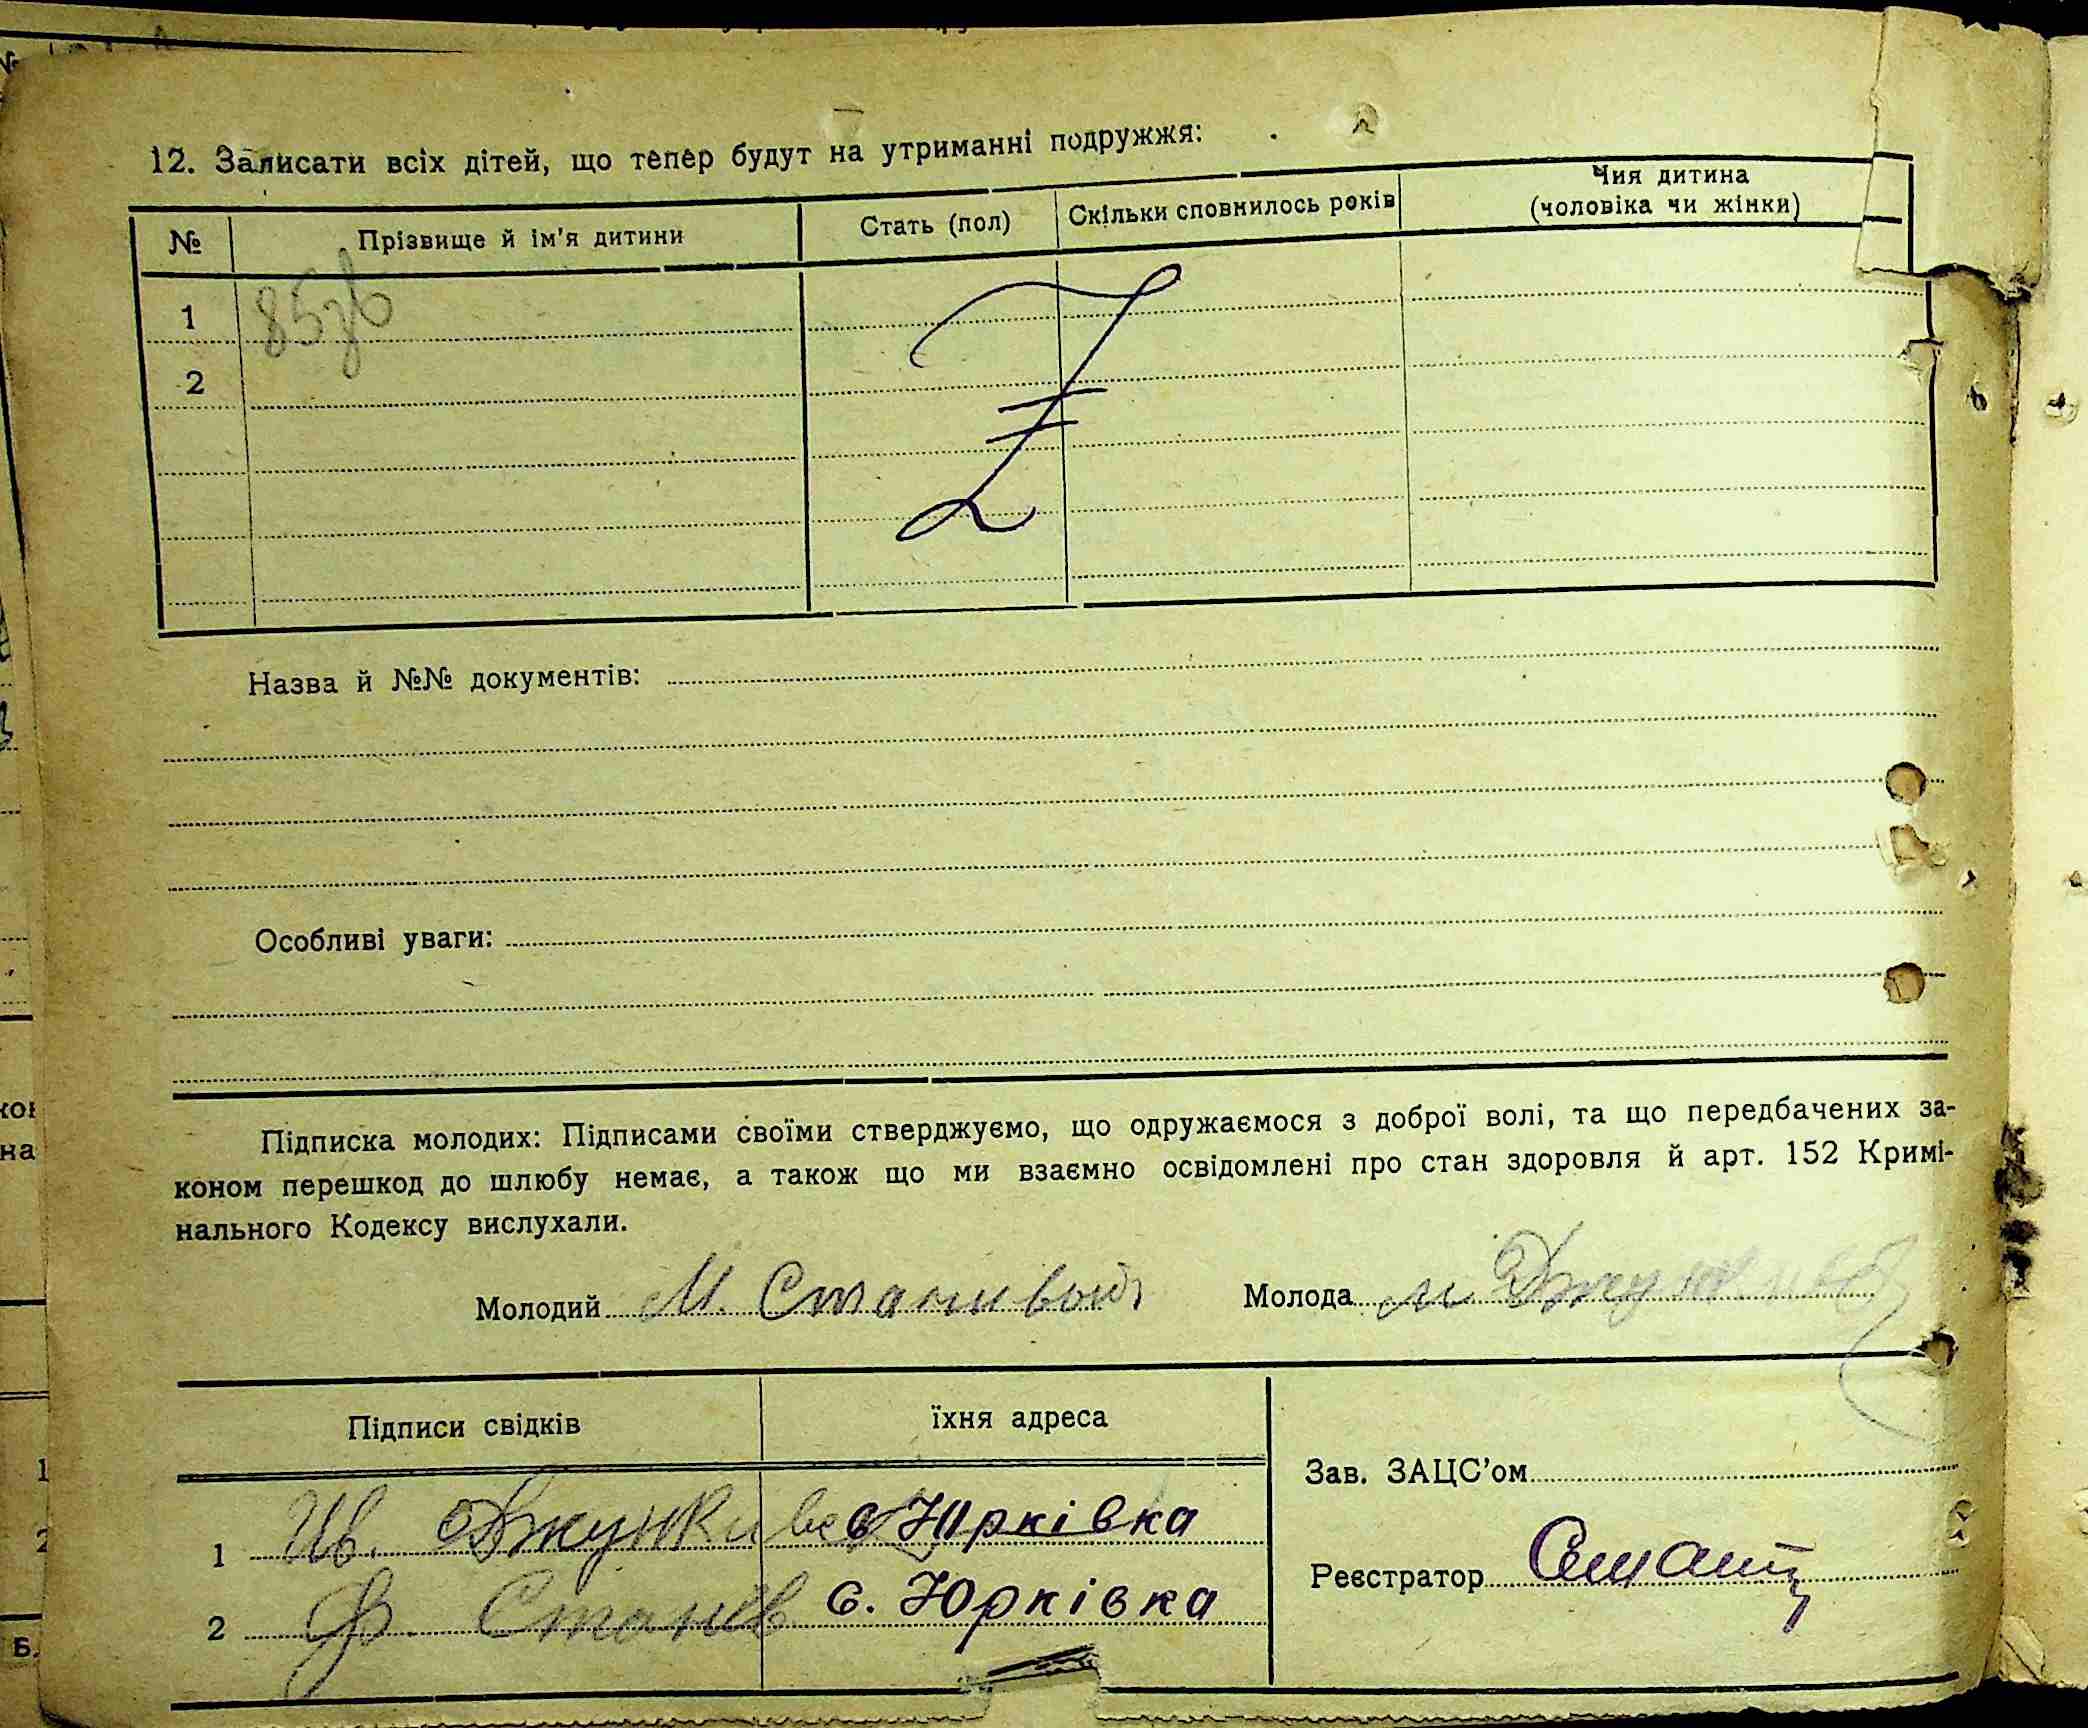 12. Записати всіх дітей, що тепер будут на утриманні подружжя:
№ Прізвище й ім'я дитини Стать (пол) Скільки сповнилось років Чия дитина (чоловіка чи жінки)
1
2
Назва й №№ документів:
Особливі уваги:
Підписка молодих: Підписами своїми стверджуємо, що одружаємося з доброї волі, та що передбачених за-
коном перешкод до шлюбу немає, а також що ми взаємно освідомлені про стан здоровля й арт. 152 Кримі-
нального Кодексу вислухали.
Молодий М. Молода М
Підписи свідків їхня адреса
Зав. ЗАЦС'ом
1 Ив. с Юрківка
Реєстратор
2 Ф. с. Юрківка